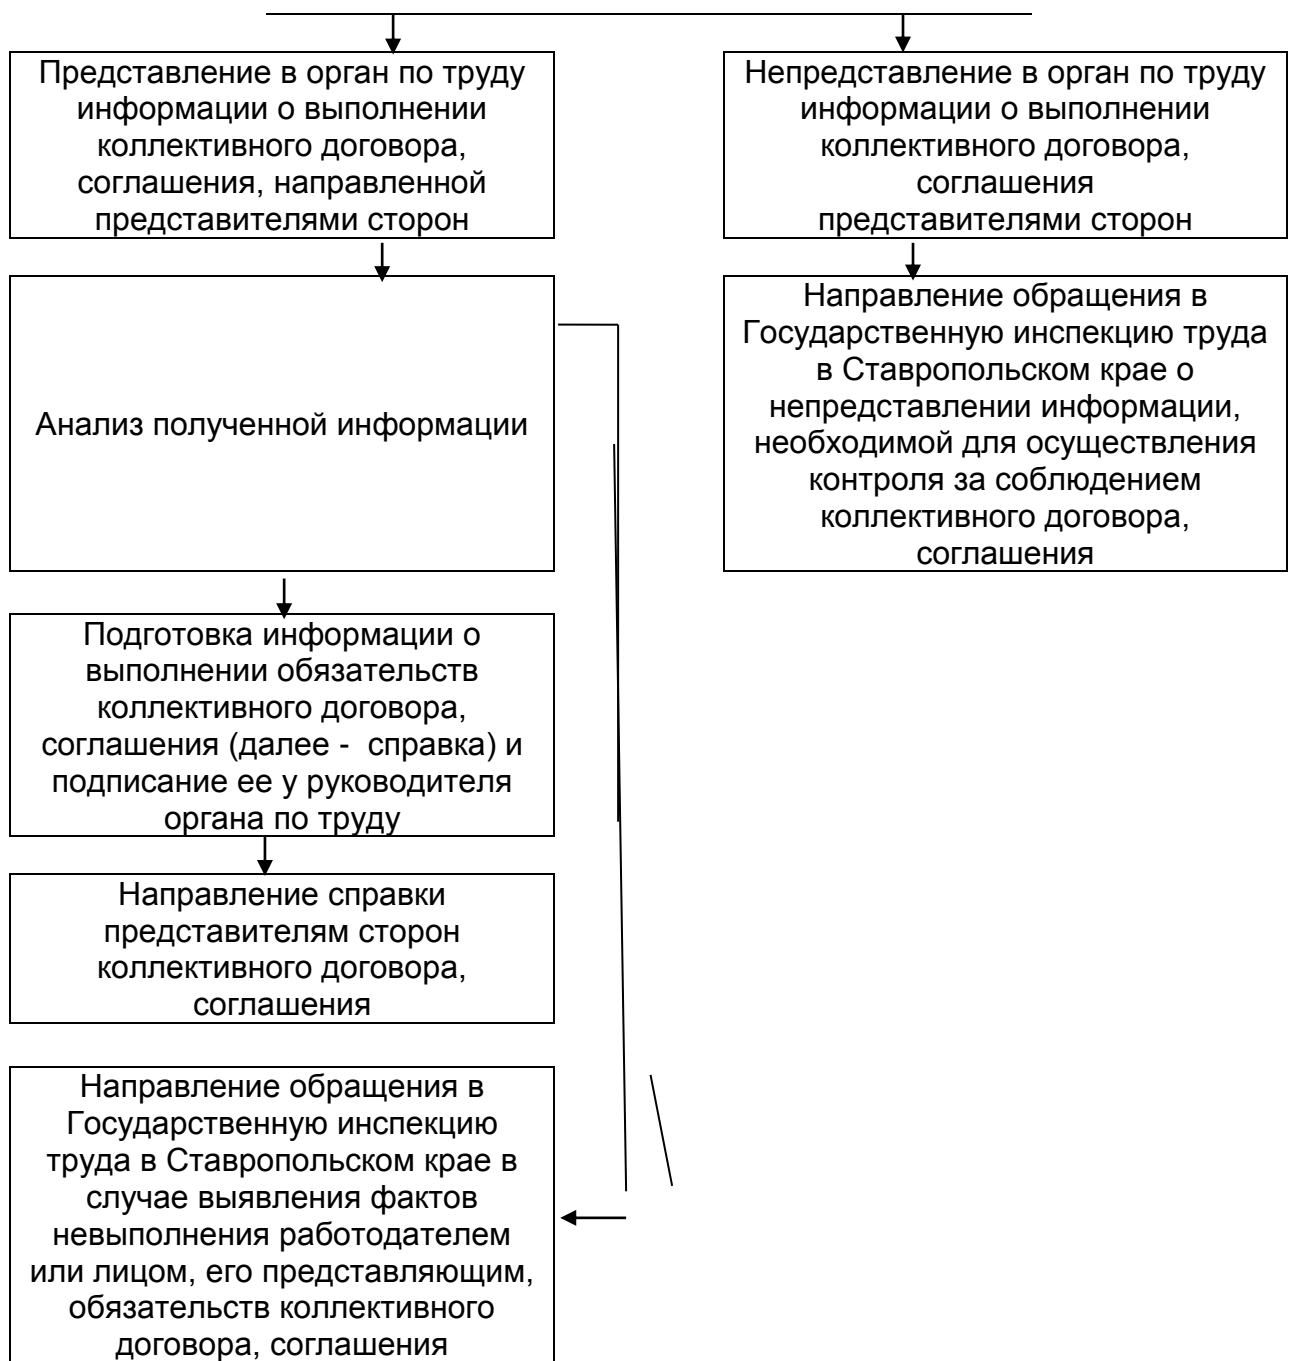 Представление в орган по труду
информации о выполнении
коллективного договора,
соглашения, направленной
представителями сторон
Непредставление в орган по труду
информации о выполнении
коллективного договора,
соглашения
представителями сторон
Анализ полученной информации
Направление обращения в
Государственную инспекцию труда
в Ставропольском крае о
непредставлении информации,
необходимой для осуществления
контроля за соблюдением
коллективного договора,
соглашения
Подготовка информации о
выполнении обязательств
коллективного договора,
соглашения (далее - справка) и
подписание ее у руководителя
органа по труду
Направление справки
представителям сторон
коллективного договора,
соглашения
Направление обращения в
Государственную инспекцию
труда в Ставропольском крае в
случае выявления фактов
невыполнения работодателем
или лицом, его представляющим,
обязательств коллективного
договора, соглашения